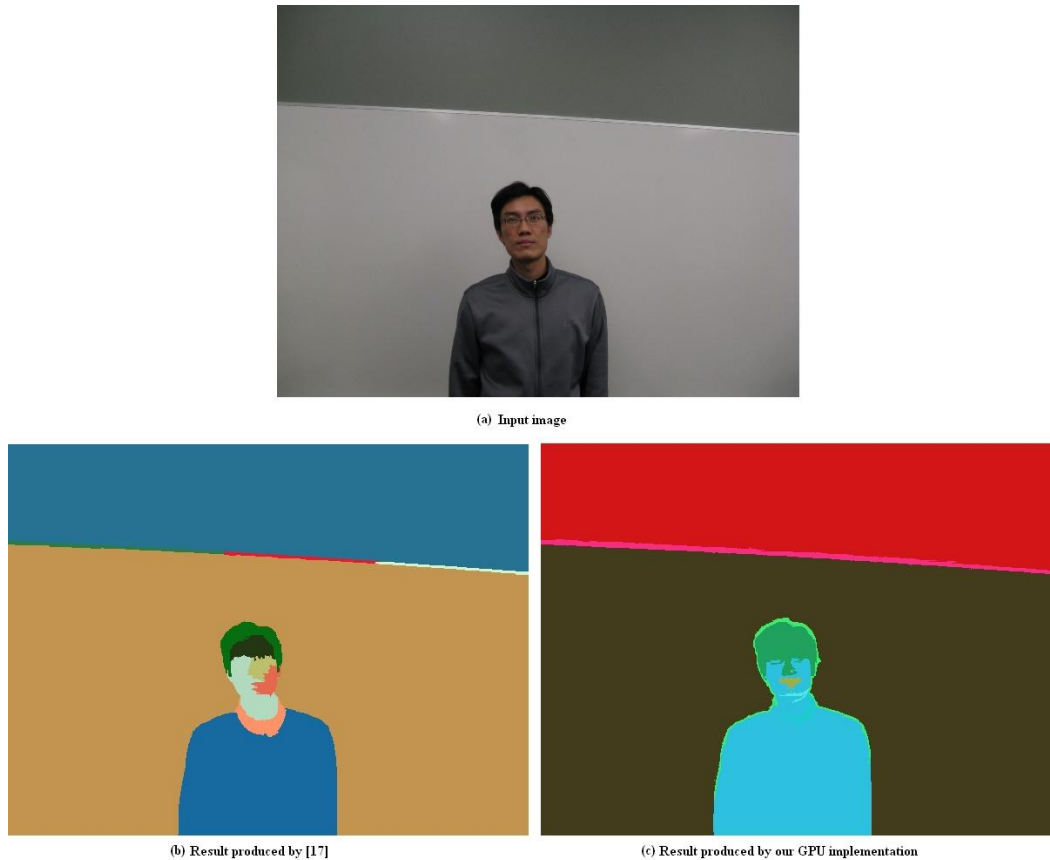 (a) Input image
(b) Result produced by [17]
(c) Result produced by our GPU implementation